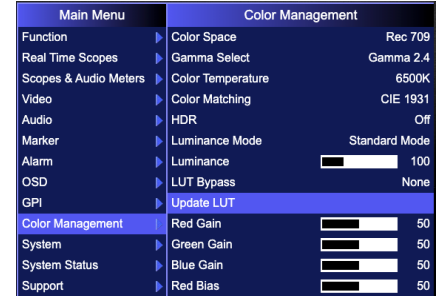 Main Menu Color Management
Function Color Space Rec 709
Real Time Scopes Gamma Select Gamma 2.4
Scopes & Audio Meters Color Temperature 6500K
Video Color Matching CIE 1931
Audio HDR Off
Marker Luminance Mode Standard Mode
Alarm Luminance 100
OSD LUT Bypass None
GPI Update LUT
Color Management Red Gain 50
System Green Gain 50
System Status Blue Gain 50
Support Red Bias 50